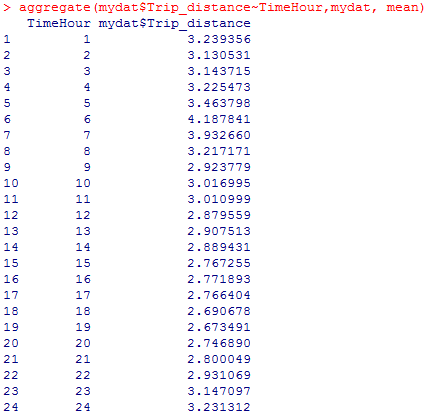 > aggregate(mydat$Trip_distance~TimeHour,mydat, mean)
TimeHour mydat$Trip_distance
1 1 3.239356
2 2 3.130531
3 3 3.143715
4 4 3.225473
5 5 3.463798
6 6 4.187841
7 7 3.932660
8 8 3.217171
9 9 2.923779
10 10 3.016995
11 11 3.010999
12 12 2.879559
13 13 2.907513
14 14 2.889431
15 15 2.767255
16 16 2.771893
17 17 2.766404
18 18 2.690678
19 19 2.673491
20 20 2.746890
21 21 2.800049
22 22 2.931069
23 23 3.147097
24 24 3.231312